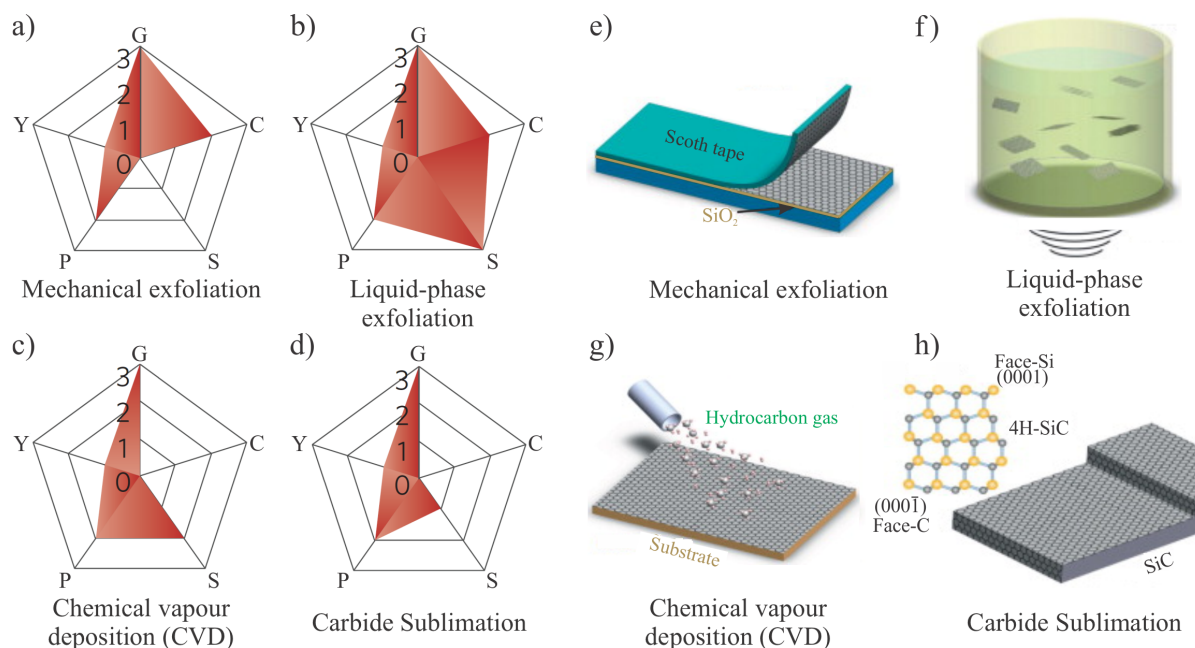 a)
G
3
2
1
0
Y
C
P
S
Mechanical exfoliation
b)
G
3
2
1
0
Y
C
P
S
Liquid-phase
exfoliation
e)
Scoth tape
SiO₂
Mechanical exfoliation
f)
Liquid-phase
exfoliation
c)
G
3
2
1
0
Y
C
P
S
Chemical vapour
deposition (CVD)
d)
G
3
2
1
0
Y
C
P
S
Carbide Sublimation
g)
Hydrocarbon gas
Substrate
Chemical vapour
deposition (CVD)
h)
Face-Si
(0001)
4H-SiC
(0001̄)
Face-C
SiC
Carbide Sublimation